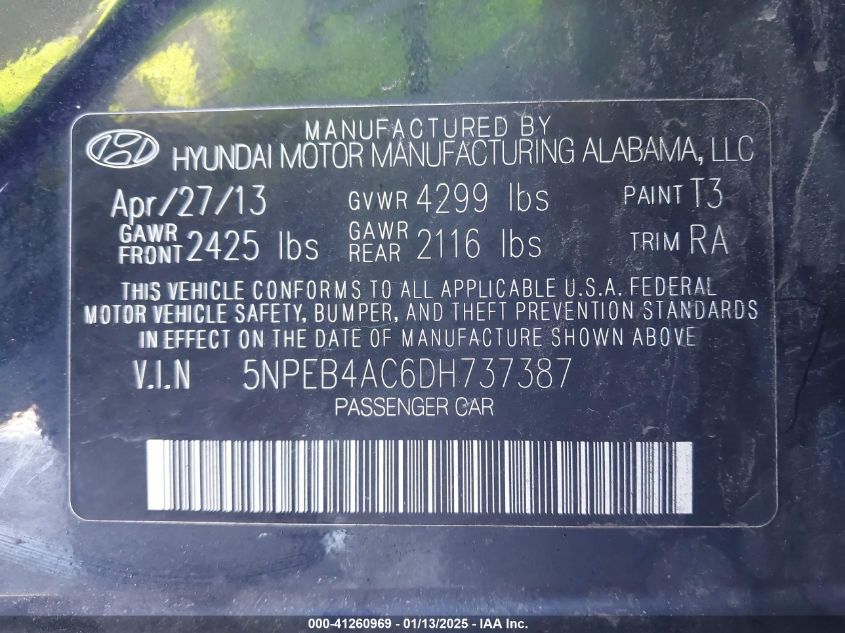 MANUFACTURED BY
HYUNDAI MOTOR MANUFACTURING ALABAMA, LLC
Apr/27/13 GVWR 4299 lbs PAINT T3
GAWR FRONT 2425 lbs GAWR REAR 2116 lbs TRIM RA
THIS VEHICLE CONFORMS TO ALL APPLICABLE U.S.A. FEDERAL
MOTOR VEHICLE SAFETY, BUMPER, AND THEFT PREVENTION STANDARDS
IN EFFECT ON THE DATE OF MANUFACTURE SHOWN ABOVE
V.I.N 5NPEB4AC6DH737387
PASSENGER CAR
000-41260969 - 01/13/2025 - IAA Inc.